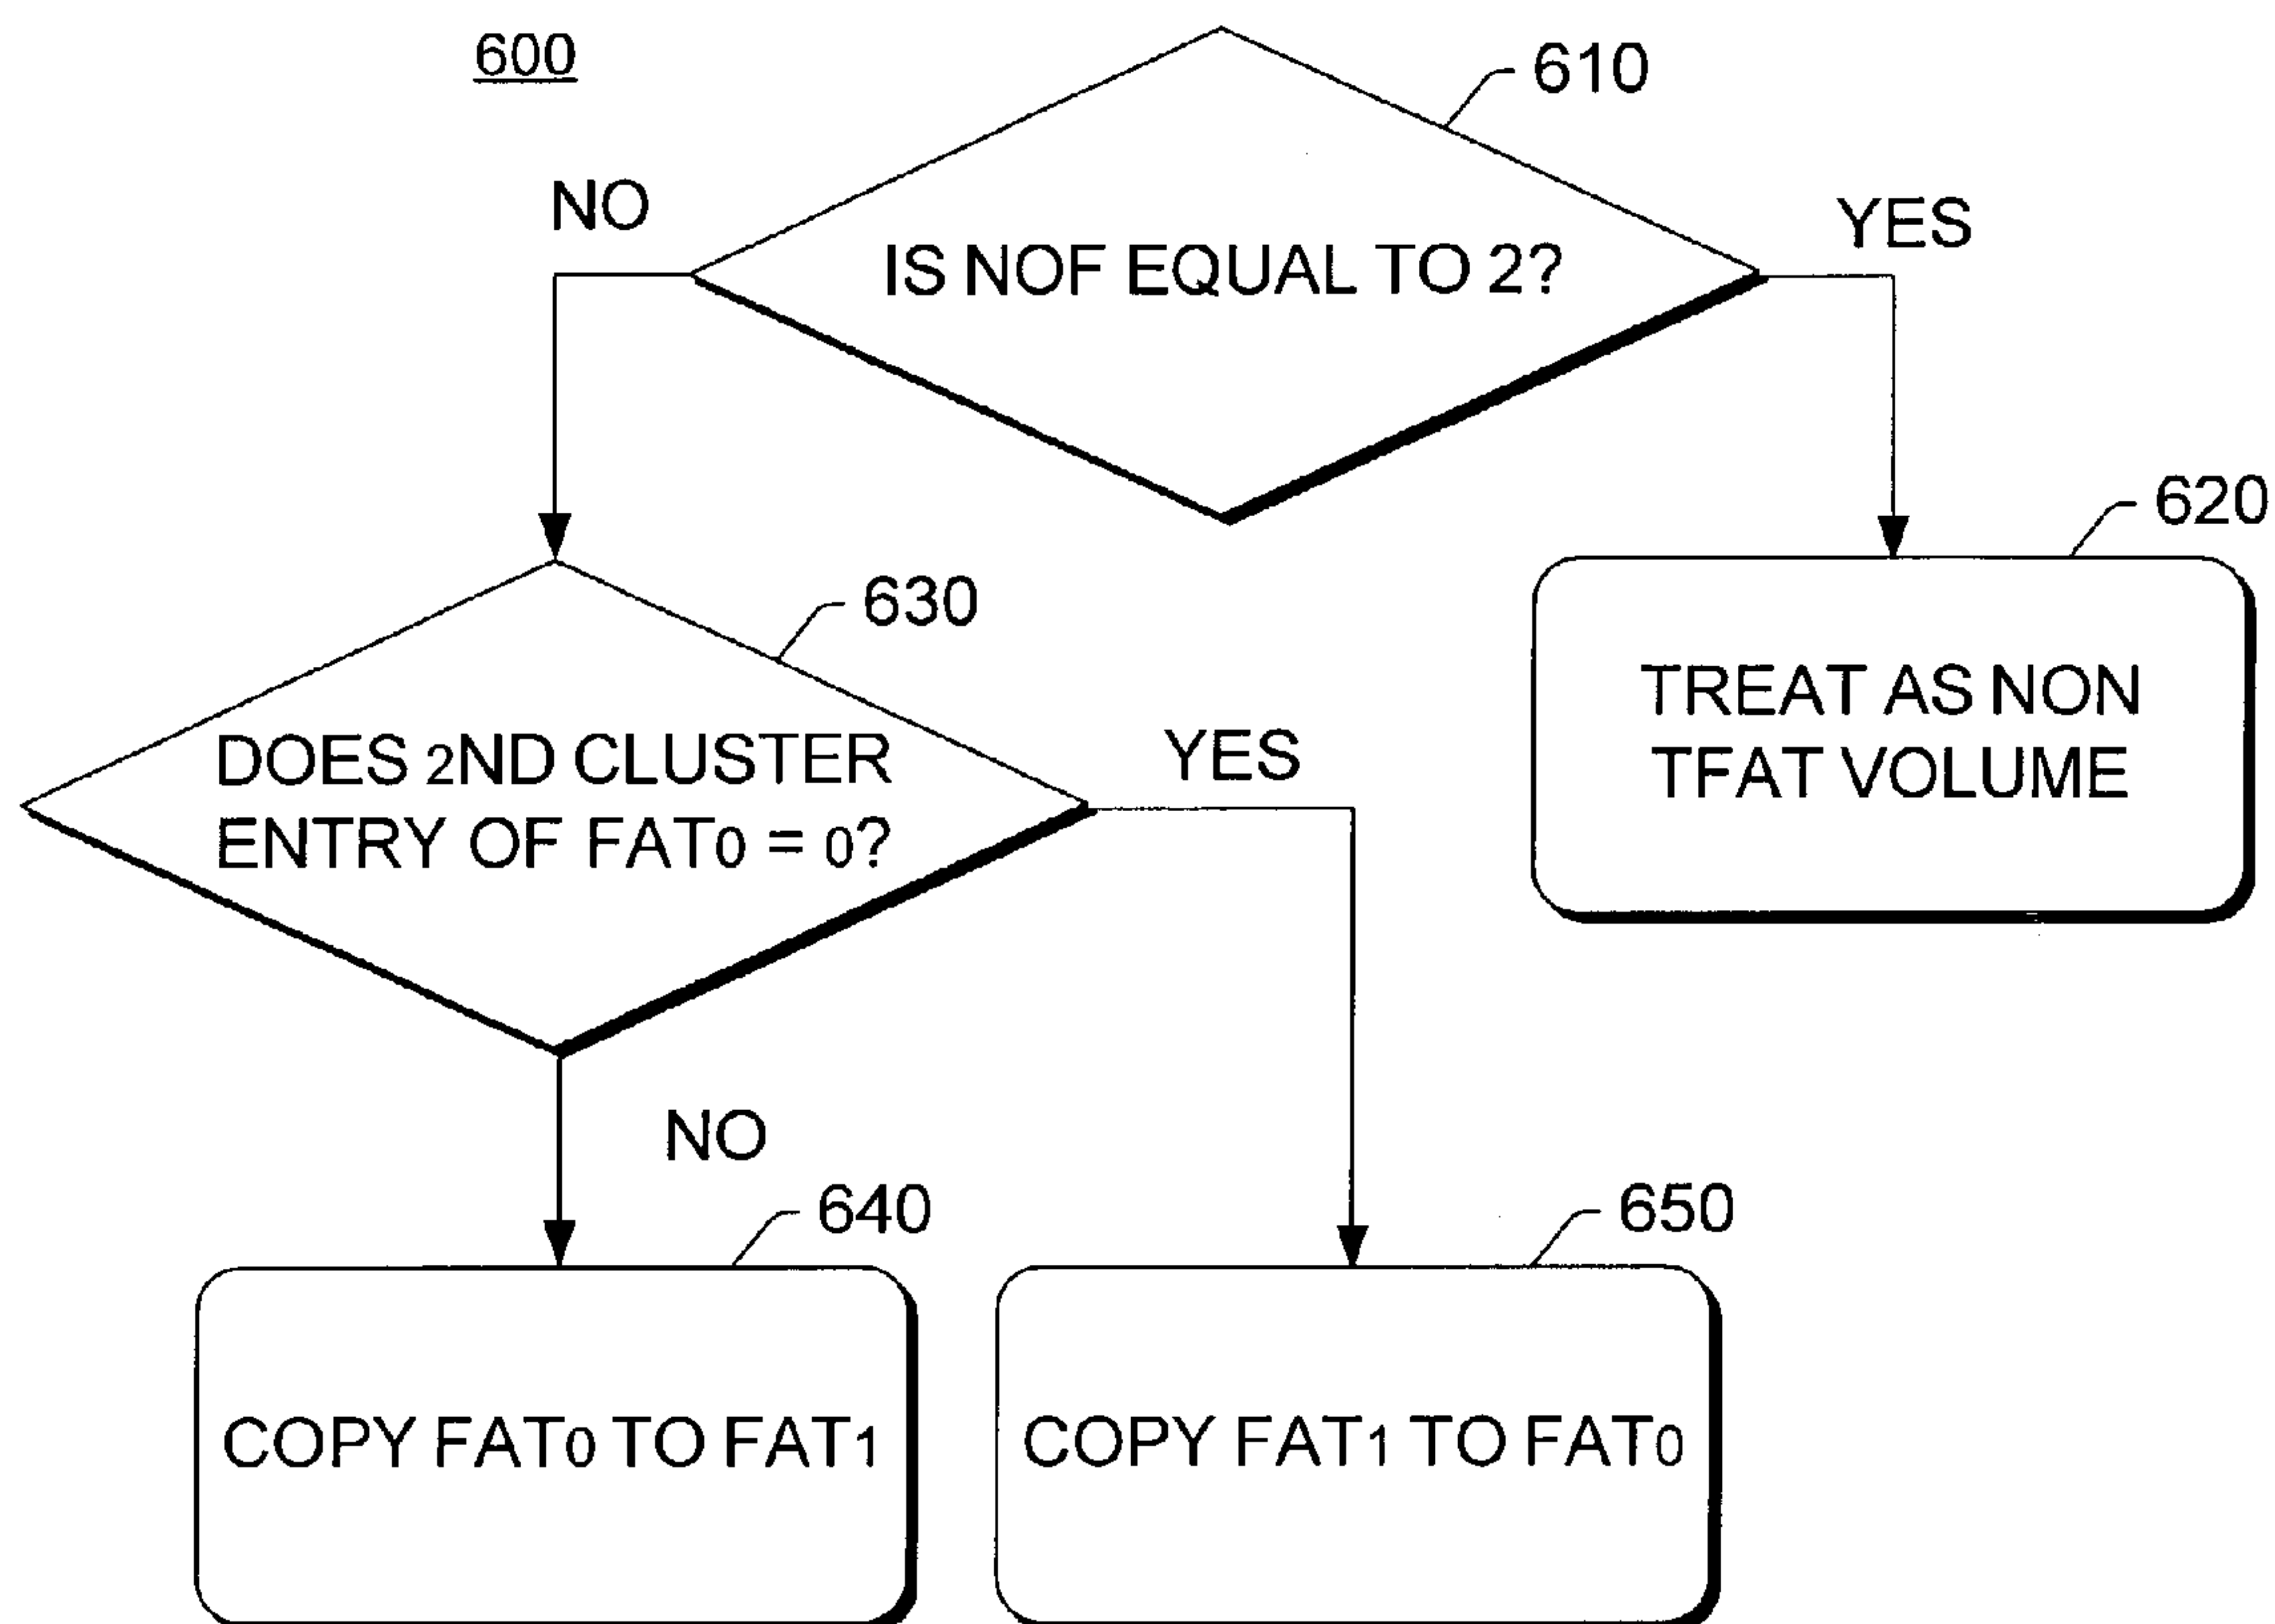 600
610
NO
YES
IS NOF EQUAL TO 2?
620
630
TREAT AS NON
TFAT VOLUME
DOES 2ND CLUSTER
ENTRY OF FAT0 = 0?
YES
NO
640
650
COPY FAT0 TO FAT1
COPY FAT1 TO FAT0